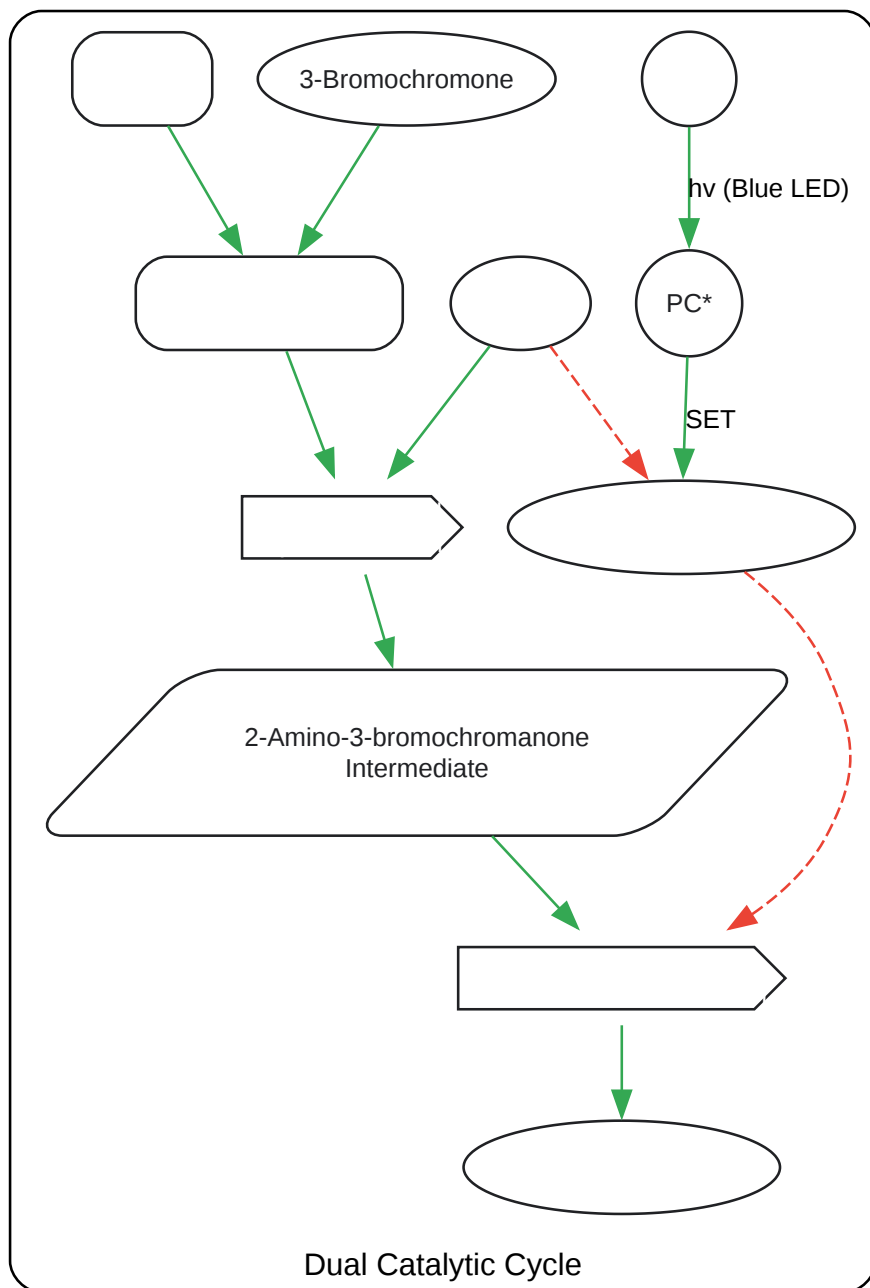 3-Bromochromone
hv (Blue LED)
PC*
SET
2-Amino-3-bromochromanone
Intermediate
Dual Catalytic Cycle